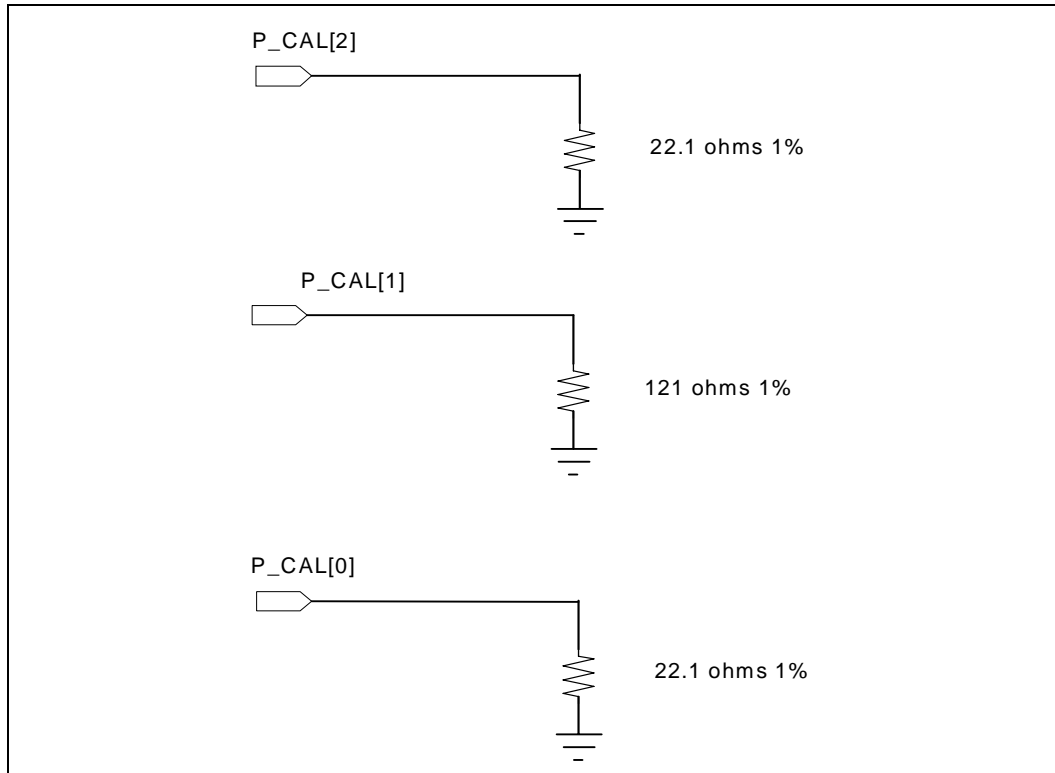 P_CAL[2]
22.1 ohms 1%
P_CAL[1]
121 ohms 1%
P_CAL[0]
22.1 ohms 1%